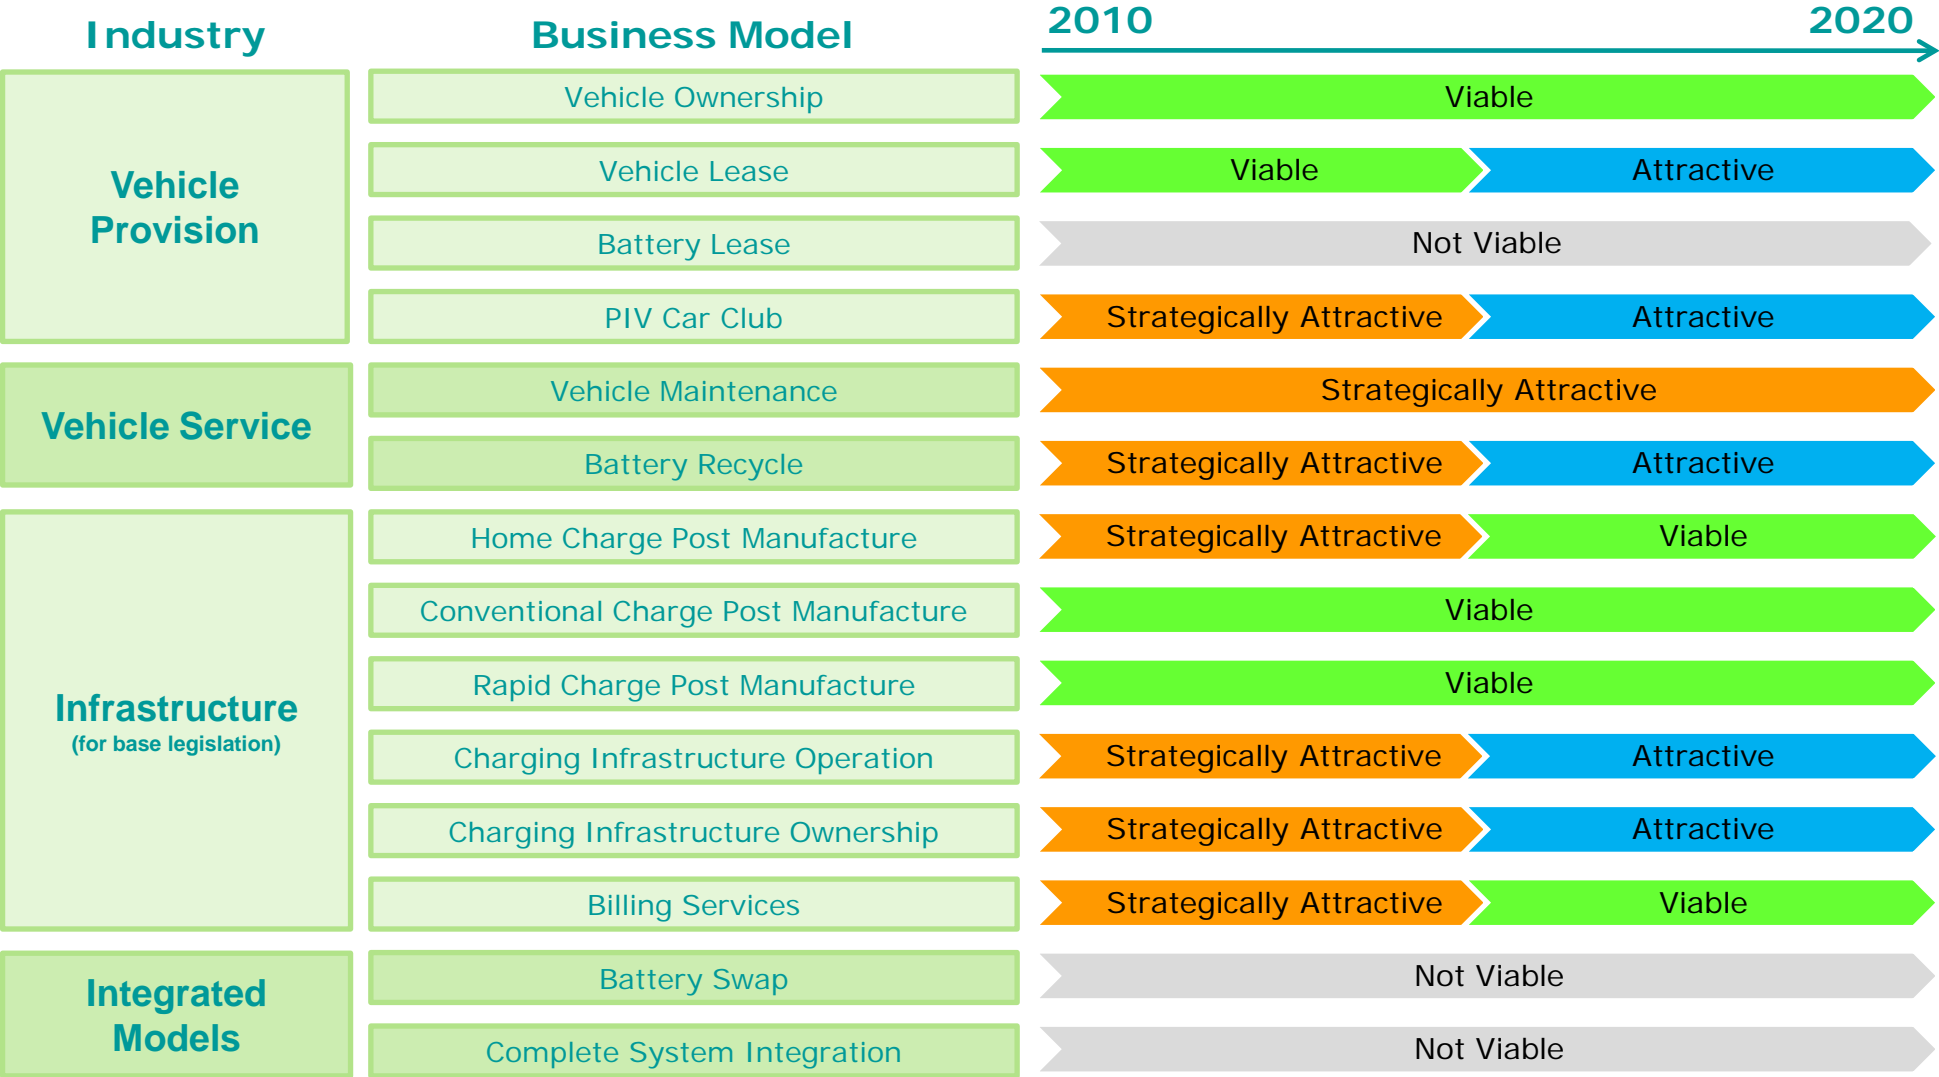 Industry
Business Model
2010
2020
Vehicle
Provision
Vehicle Ownership
Viable
Vehicle Lease
Viable
Attractive
Battery Lease
Not Viable
PIV Car Club
Strategically Attractive
Attractive
Vehicle Service
Vehicle Maintenance
Strategically Attractive
Battery Recycle
Strategically Attractive
Attractive
Infrastructure
(for base legislation)
Home Charge Post Manufacture
Strategically Attractive
Viable
Conventional Charge Post Manufacture
Viable
Rapid Charge Post Manufacture
Viable
Charging Infrastructure Operation
Strategically Attractive
Attractive
Charging Infrastructure Ownership
Strategically Attractive
Attractive
Billing Services
Strategically Attractive
Viable
Integrated
Models
Battery Swap
Not Viable
Complete System Integration
Not Viable